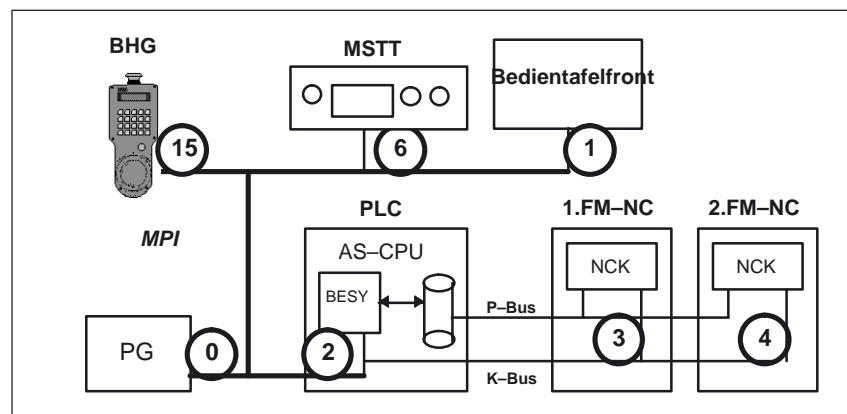 BHG
MSTT
Bedientafelfront
15
6
1
MPI
PLC
1.FM–NC
2.FM–NC
AS–CPU
NCK
NCK
BESY
P–Bus
PG
0
2
3
4
K–Bus